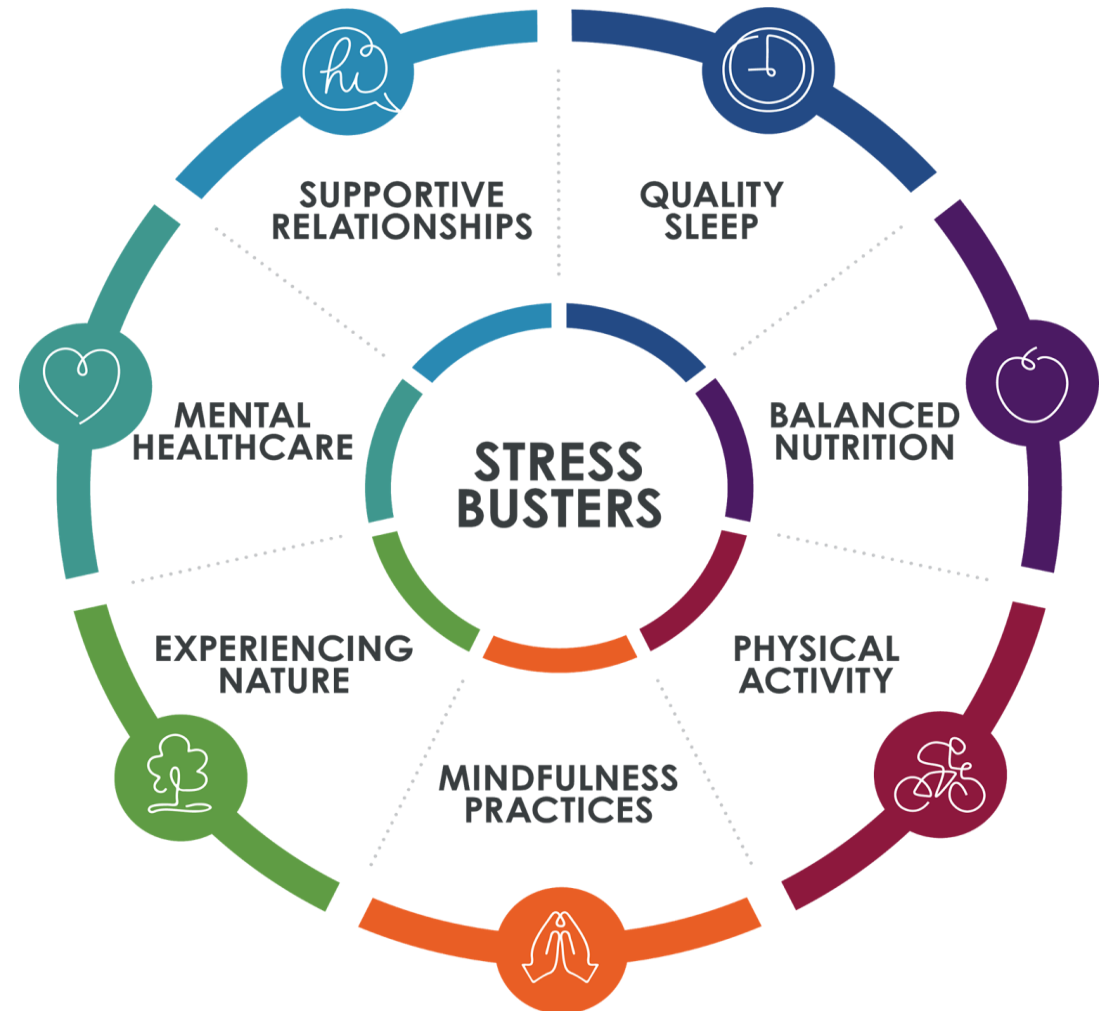 hi
SUPPORTIVE
RELATIONSHIPS
QUALITY
SLEEP
MENTAL
HEALTHCARE
STRESS
BUSTERS
BALANCED
NUTRITION
EXPERIENCING
NATURE
PHYSICAL
ACTIVITY
MINDFULNESS
PRACTICES